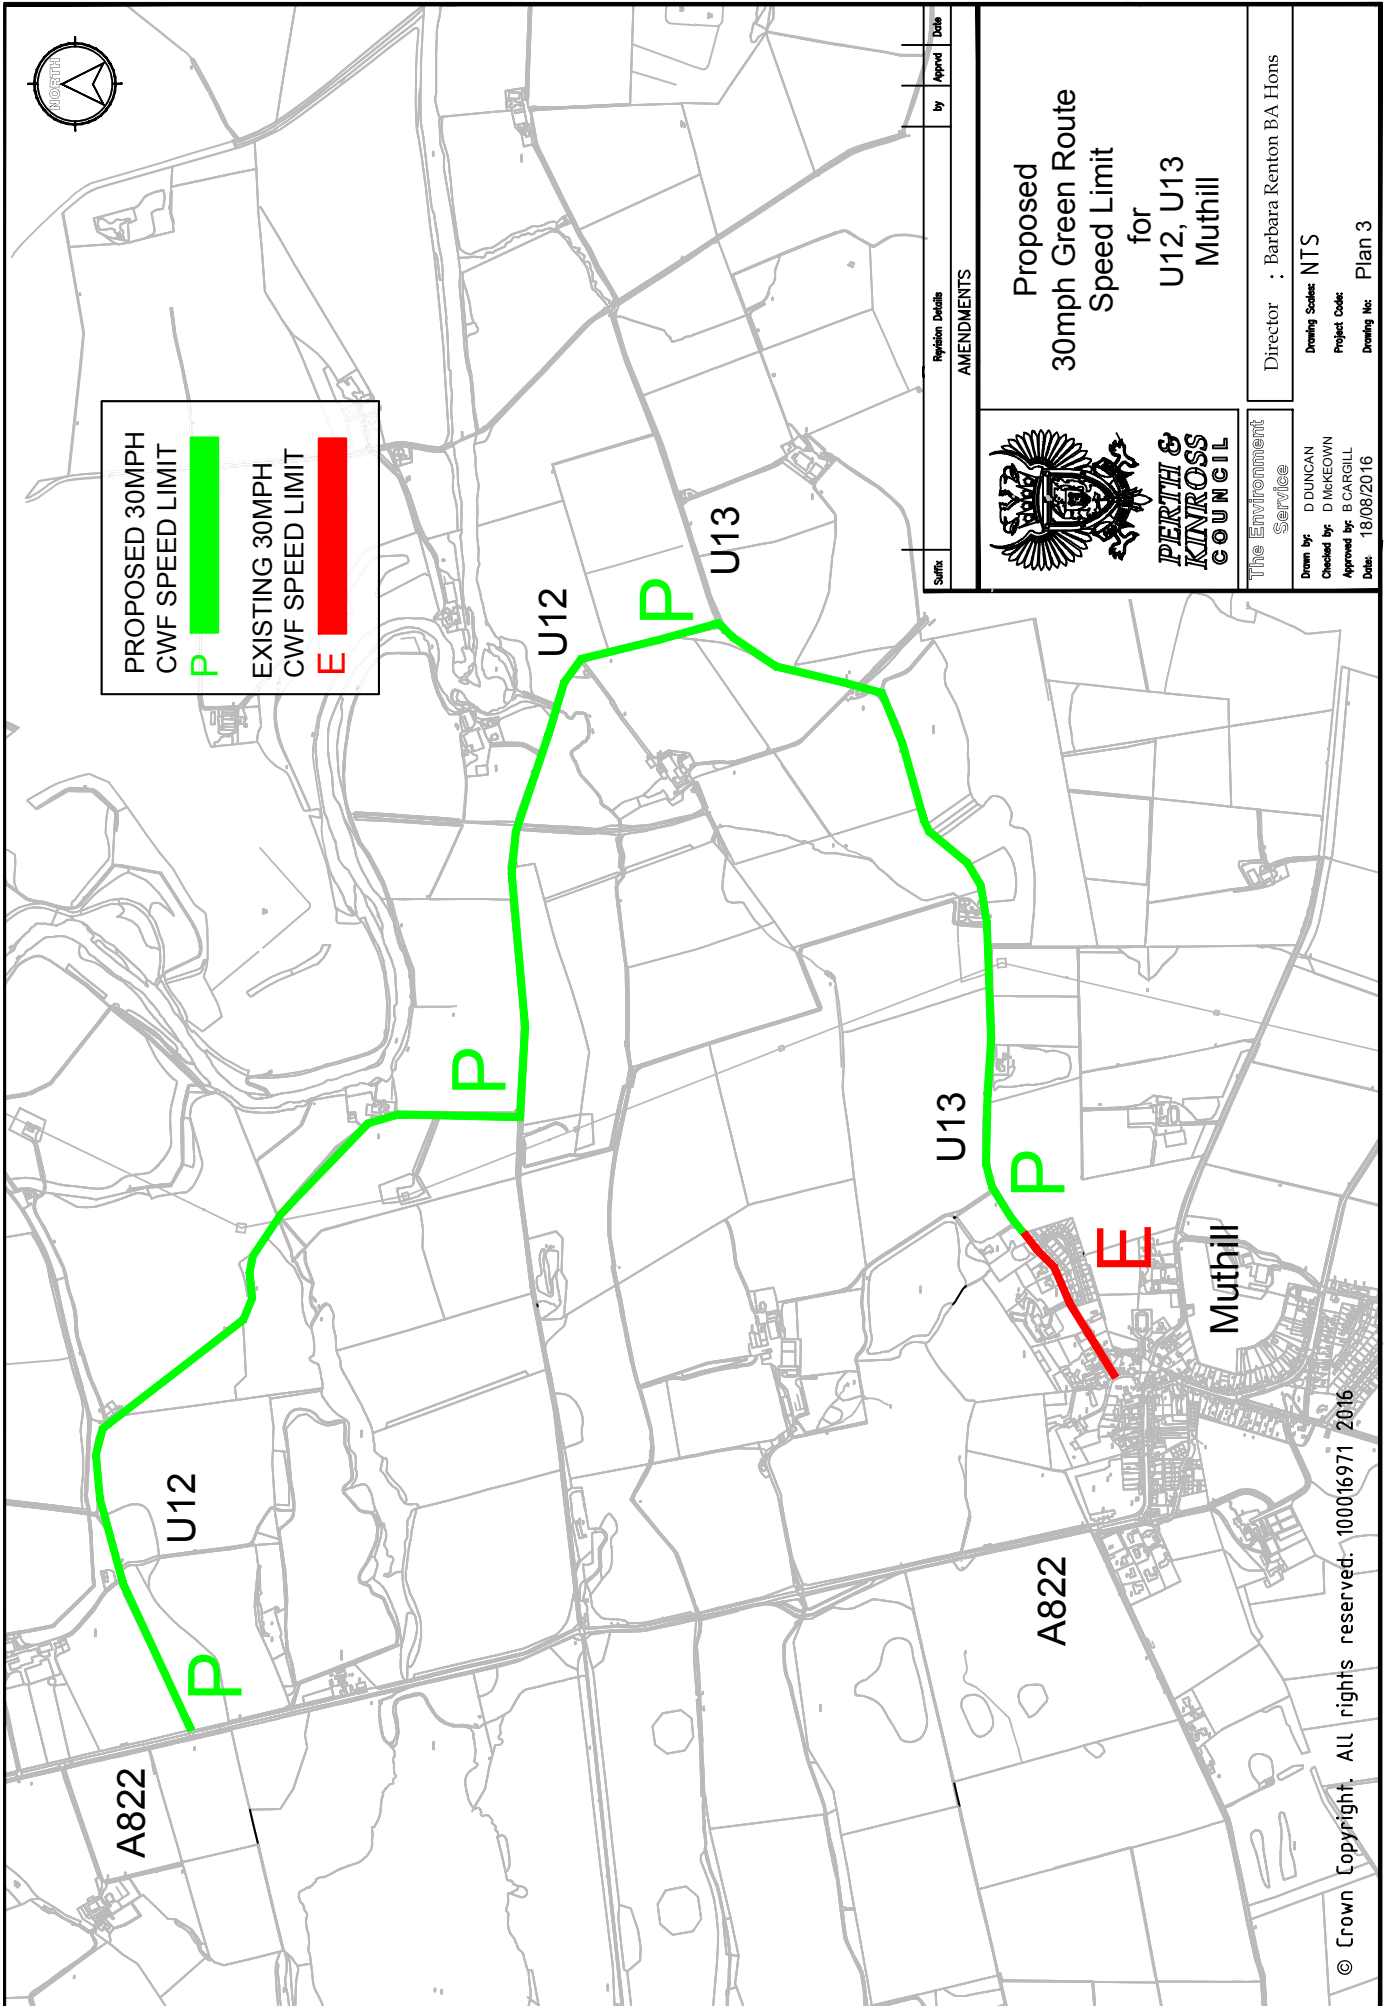 NORTH
PROPOSED 30MPH
CWF SPEED LIMIT
P
EXISTING 30MPH
CWF SPEED LIMIT
E
A822
U12
P
P
U12
P
U13
U13
P
E
Muthill
A822
© Crown Copyright. All rights reserved. 100016971 2016
Suffix
Revision Details
by
Apprvd
Date
AMENDMENTS
PERTH &
KINROSS
COUNCIL
Proposed
30mph Green Route
Speed Limit
for
U12, U13
Muthill
The Environment
Service
Director : Barbara Renton BA Hons
Drawn by: D DUNCAN
Checked by: D McKEOWN
Approved by: B CARGILL
Date: 18/08/2016
Drawing Scales: NTS
Project Code:
Drawing No: Plan 3